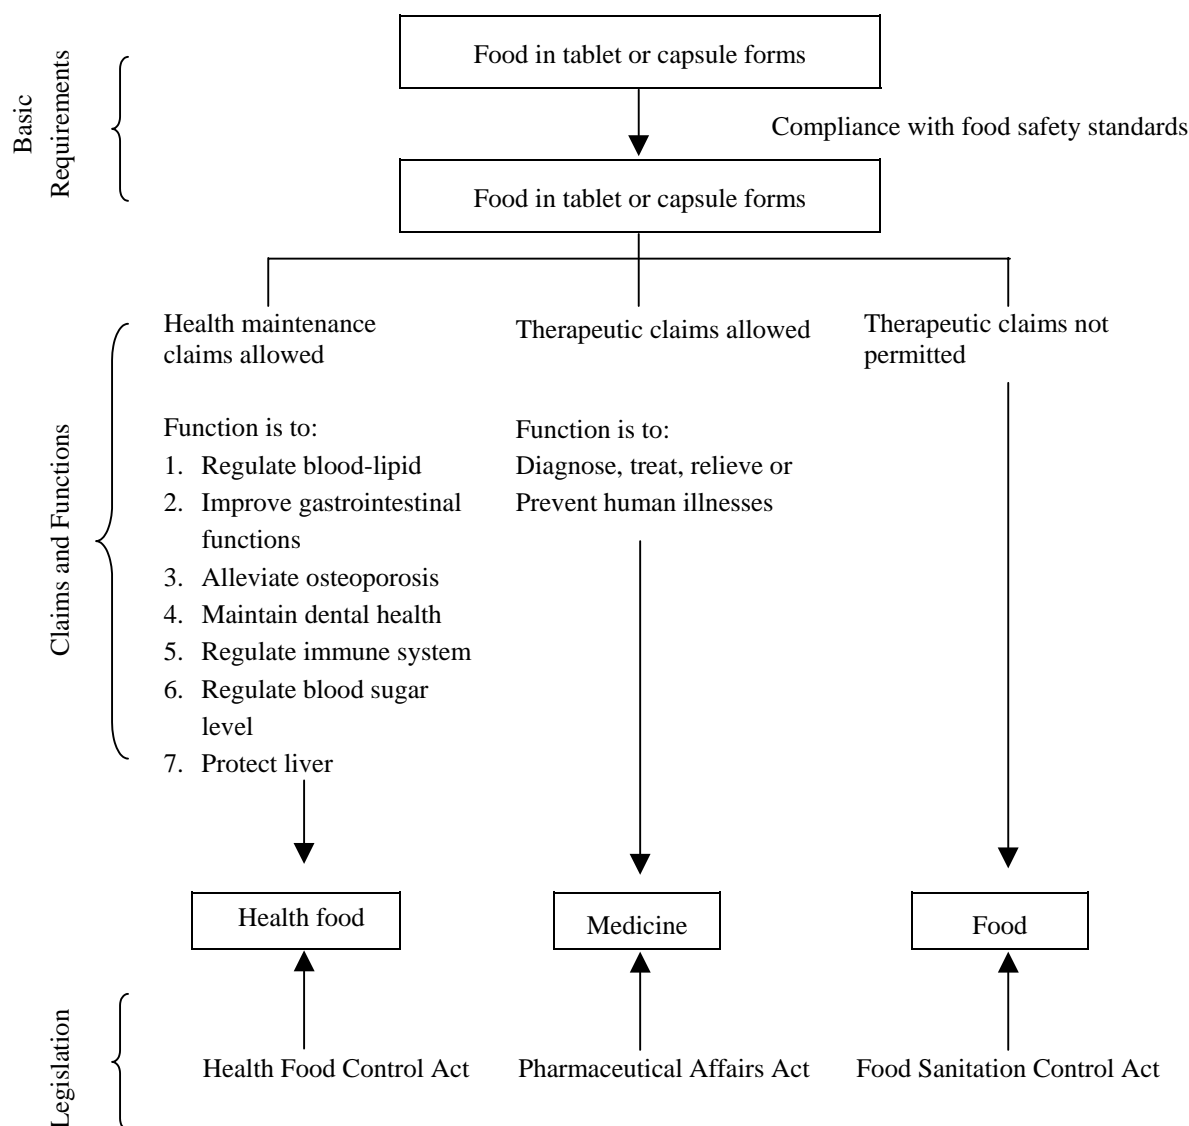 Food in tablet or capsule forms
Basic
Requirements
Compliance with food safety standards
Food in tablet or capsule forms
Claims and Functions
Health maintenance
claims allowed
Function is to:
1. Regulate blood-lipid
2. Improve gastrointestinal
functions
3. Alleviate osteoporosis
4. Maintain dental health
5. Regulate immune system
6. Regulate blood sugar
level
7. Protect liver
Therapeutic claims allowed
Function is to:
Diagnose, treat, relieve or
Prevent human illnesses
Therapeutic claims not
permitted
Health food
Medicine
Food
Legislation
Health Food Control Act
Pharmaceutical Affairs Act
Food Sanitation Control Act